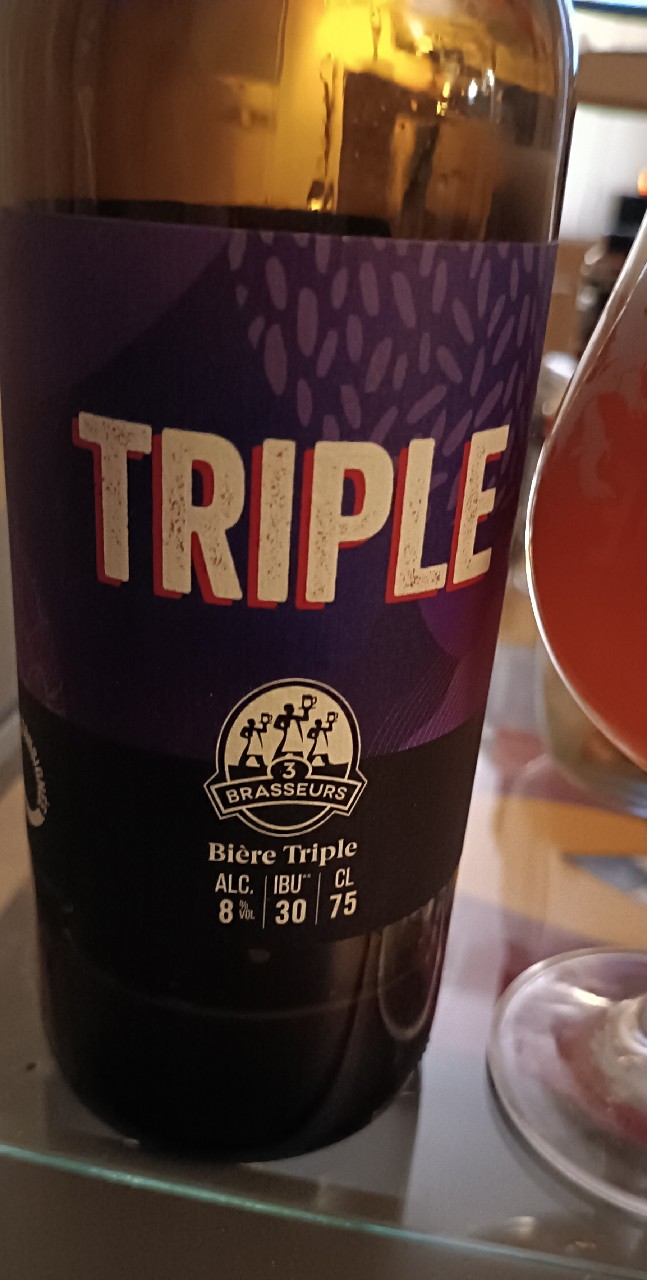 TRIPLE
3
BRASSEURS
Bière Triple
ALC. IBU** CL
8 % VOL 30 75